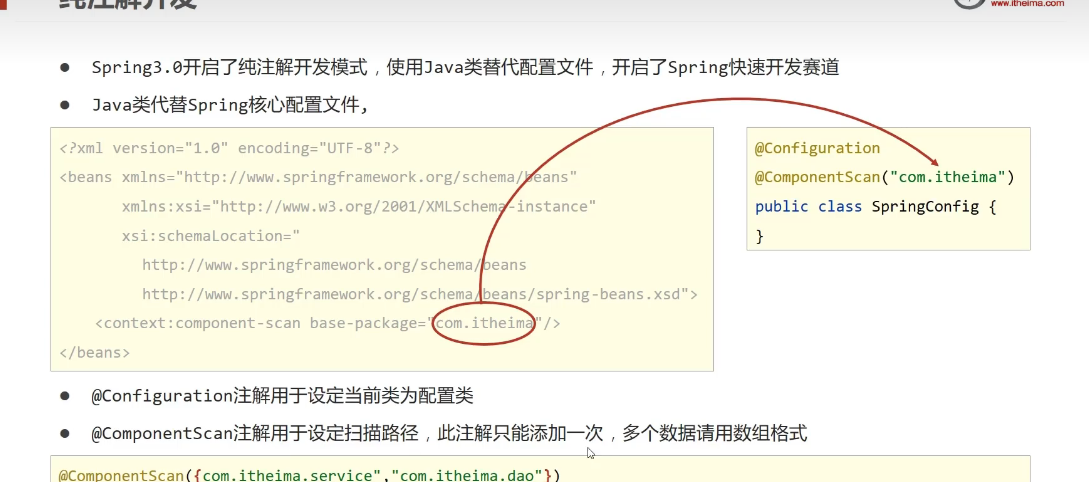 纯注解开发
www.itheima.com
● Spring3.0开启了纯注解开发模式，使用Java类替代配置文件，开启了Spring快速开发赛道
● Java类代替Spring核心配置文件,
<?xml version="1.0" encoding="UTF-8"?>
<beans xmlns="http://www.springframework.org/schema/beans"
xmlns:xsi="http://www.w3.org/2001/XMLSchema-instance"
xsi:schemaLocation="
http://www.springframework.org/schema/beans
http://www.springframework.org/schema/beans/spring-beans.xsd">
<context:component-scan base-package="com.itheima"/>
</beans>
@Configuration
@ComponentScan("com.itheima")
public class SpringConfig {
}
● @Configuration注解用于设定当前类为配置类
● @ComponentScan注解用于设定扫描路径，此注解只能添加一次，多个数据请用数组格式
@ComponentScan({com.itheima.service","com.itheima.dao"})